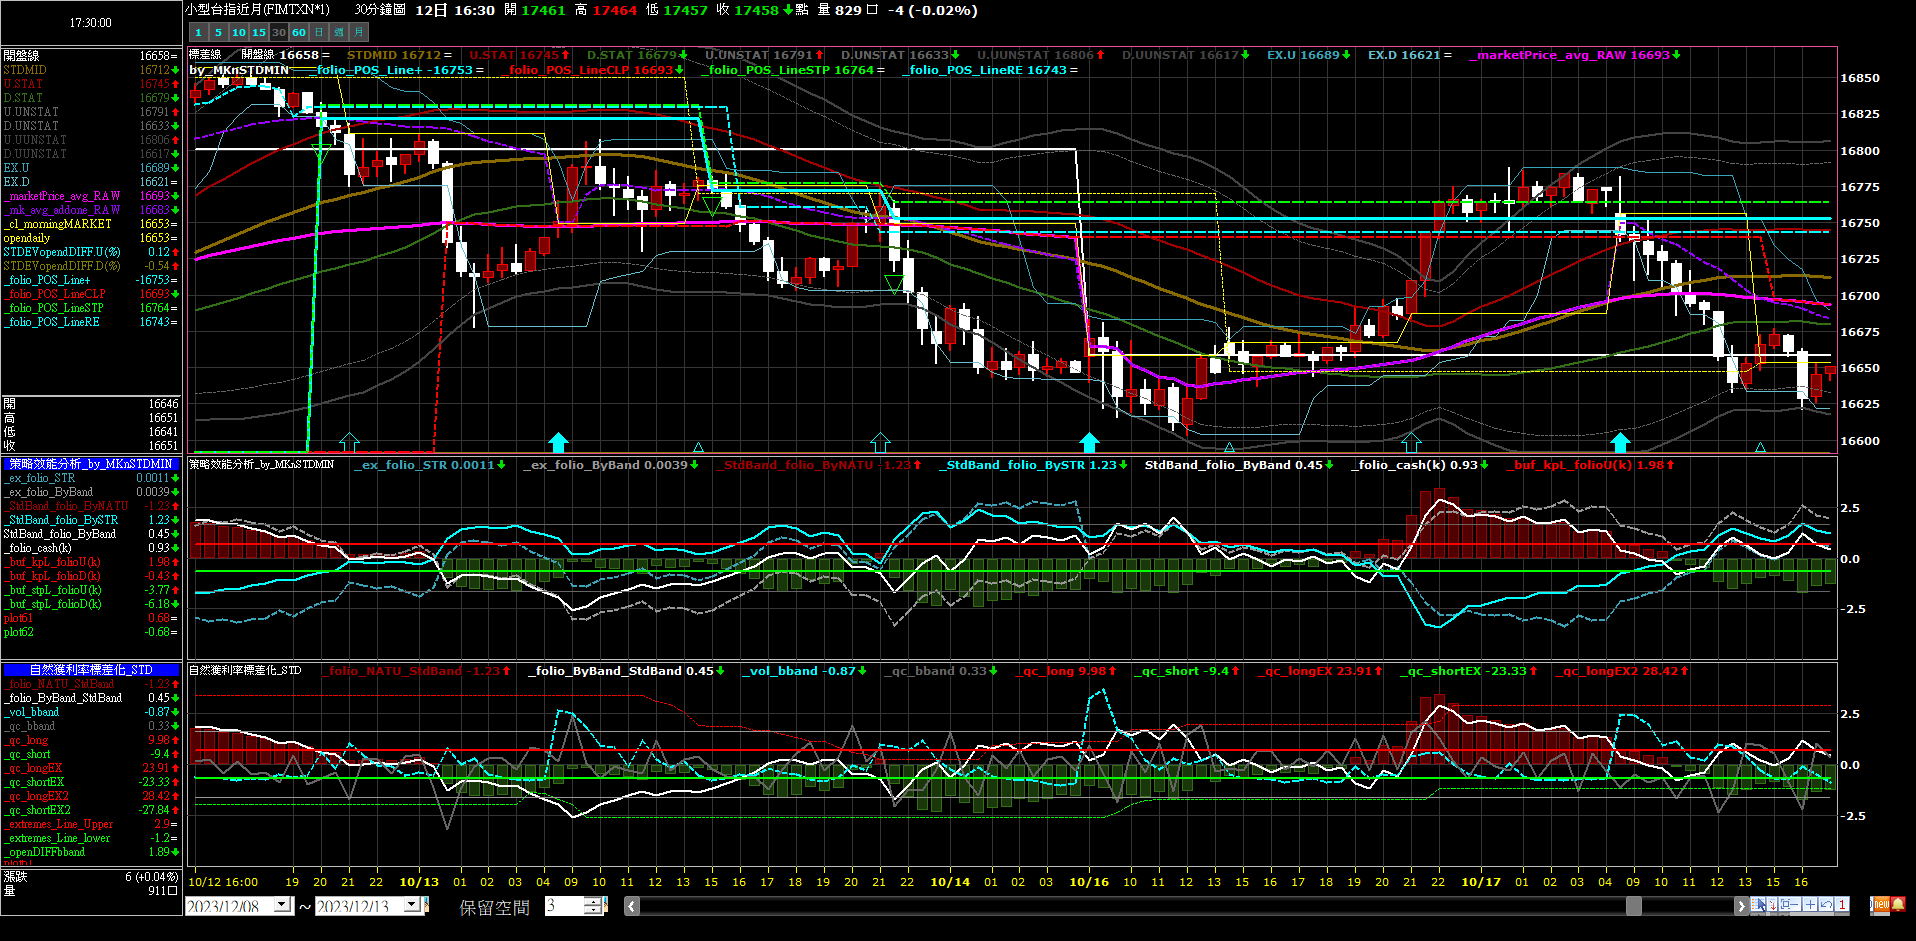 17:30:00
小型台指近月(FIMTXN*1) 30分鐘圖 12日 16:30 開 17461 高 17464 低 17457 收 17458 點 量 829口 -4 (-0.02%)
1 5 10 15 30 60 日 週 月
開盤線 16658=
STDMID 16712
U.STAT 16745
D.STAT 16679
U.UNSTAT 16791
D.UNSTAT 16633
U.UUNSTAT 16806
D.UUNSTAT 16617
EX.U 16689
EX.D 16621=
_marketPrice_avg_RAW 16693
_mk_avg_addons_RAW 16683
_cl_morningMARKET 16653=
opendaily 16653=
STDEVopendDIFF.U(%) 0.12
STDEVopendDIFF.D(%) -0.54
_folio_POS_Line+ -16753=
_folio_POS_LineCLP 16693
_folio_POS_LineSTP 16764=
_folio_POS_LineRE 16743=
開 16646
高 16651
低 16641
收 16651
標差線 開盤線 16658 = STDMID 16712 = U.STAT 16745 D.STAT 16679 U.UNSTAT 16791 D.UNSTAT 16633 U.UUNSTAT 16806 D.UUNSTAT 16617 EX.U 16689 EX.D 16621 = _marketPrice_avg_RAW 16693
by_MKnSTDMIN _folio_POS_Line+ -16753 = _folio_POS_LineCLP 16693 _folio_POS_LineSTP 16764 = _folio_POS_LineRE 16743 =
16850
16825
16800
16775
16750
16725
16700
16675
16650
16625
16600
策略效能分析_by_MKnSTDMIN
_ex_folio_STR 0.0011
_ex_folio_ByBand 0.0039
_StdBand_folio_ByNATU -1.23
_StdBand_folio_BySTR 1.23
StdBand_folio_ByBand 0.45
_folio_cash(k) 0.93
_buf_kpL_folioU(k) 1.98
_buf_kpL_folioD(k) -0.43
_buf_stpL_folioU(k) -3.77
_buf_stpL_folioD(k) -6.18
plot61 0.68=
plot62 -0.68=
策略效能分析_by_MKnSTDMIN _ex_folio_STR 0.0011 _ex_folio_ByBand 0.0039 _StdBand_folio_ByNATU -1.23 _StdBand_folio_BySTR 1.23 StdBand_folio_ByBand 0.45 _folio_cash(k) 0.93 _buf_kpL_folioU(k) 1.98
2.5
0.0
-2.5
自然獲利率標差化_STD
_folio_NATU_StdBand -1.23
_folio_ByBand_StdBand 0.45
_vol_bband -0.87
_qc_bband 0.33
_qc_long 9.98
_qc_short -9.4
_qc_longEX 23.91
_qc_shortEX -23.33
_qc_longEX2 28.42
_qc_shortEX2 -27.84
_extremes_Line_Upper 2.9=
_extremes_Line_lower -1.2=
_openDIFFbband 1.89
漲跌 6 (+0.04%)
量 911口
自然獲利率標差化_STD _folio_NATU_StdBand -1.23 _folio_ByBand_StdBand 0.45 _vol_bband -0.87 _qc_bband 0.33 _qc_long 9.98 _qc_short -9.4 _qc_longEX 23.91 _qc_shortEX -23.33 _qc_longEX2 28.42
2.5
0.0
-2.5
10/12 16:00 19 20 21 22 10/13 01 02 03 04 09 10 11 12 13 15 16 17 18 19 20 21 22 10/14 01 02 03 10/16 10 11 12 13 15 16 17 18 19 20 21 22 10/17 01 02 03 04 09 10 11 12 13 15 16
2023/12/08 ~ 2023/12/13 保留空間 3
1
new